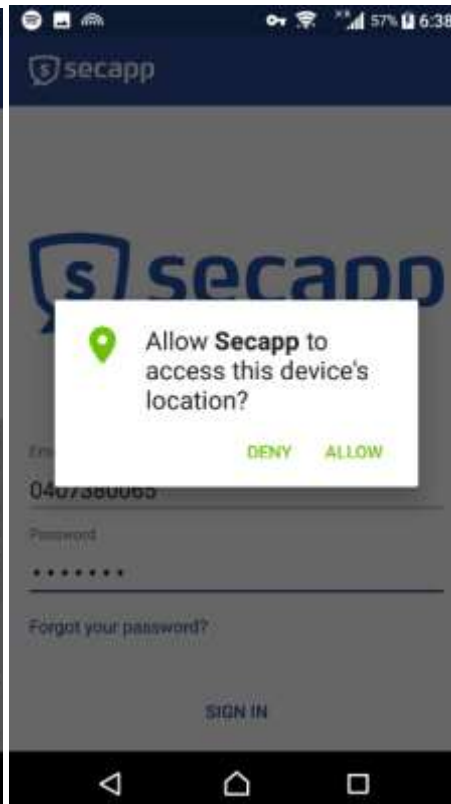 57% 6:38
secapp
secapp
Allow Secapp to
access this device's
location?
DENY ALLOW
0407380065
Password
Forgot your password?
SIGN IN